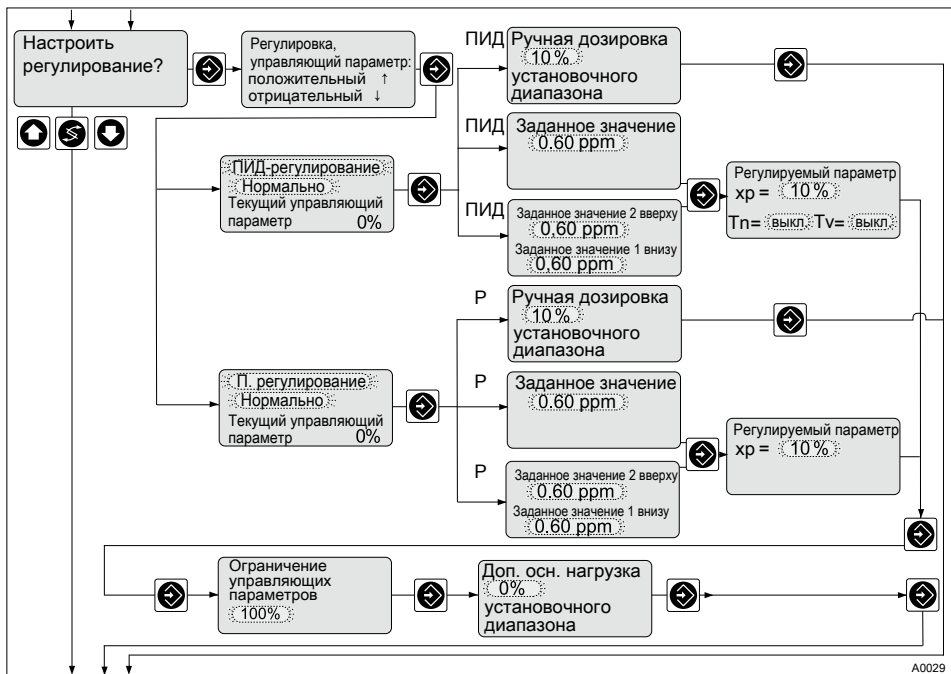 Настроить
регулирование?
Регулировка,
управляющий параметр:
положительный ↑
отрицательный ↓
ПИД
Ручная дозировка
10%
установочного
диапазона
ПИД
Заданное значение
0.60 ppm
ПИД-регулирование
Нормально
Текущий управляющий
параметр 0%
ПИД
Заданное значение 2 вверху
0,60 ppm
Заданное значение 1 внизу
0,60 ppm
Регулируемый параметр
xp = 10%
Tn= выкл. Tv= выкл.
P
Ручная дозировка
10%
установочного
диапазона
П. регулирование
Нормально
Текущий управляющий
параметр 0%
P
Заданное значение
0.60 ppm
P
Заданное значение 2 вверху
0.60 ppm
Заданное значение 1 внизу
0.60 ppm
Регулируемый параметр
xp = 10%
Ограничение
управляющих
параметров
100%
Доп. осн. нагрузка
0%
установочного
диапазона
A0029